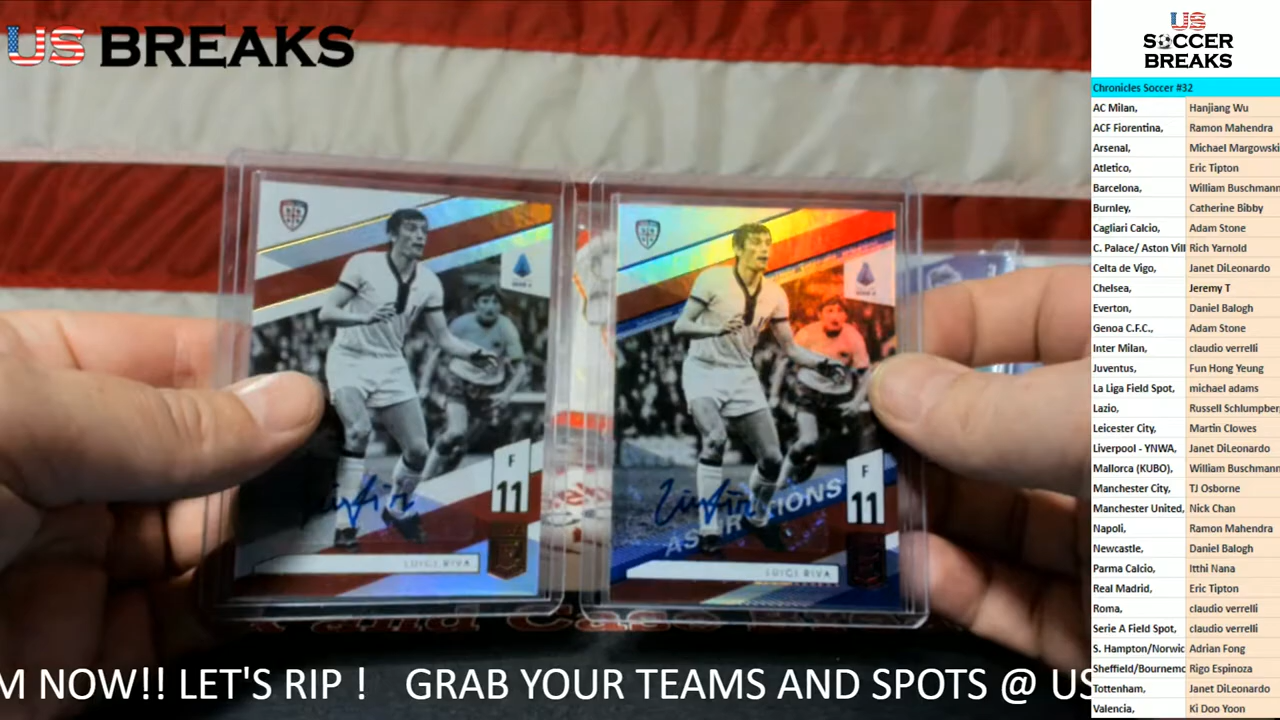 US BREAKS
US
SOCCER
BREAKS
Chronicles Soccer #32
AC Milan, Hanjiang Wu
ACF Fiorentina, Ramon Mahendra
Arsenal, Michael Margowski
Atletico, Eric Tipton
Barcelona, William Buschmann
Burnley, Catherine Bibby
Cagliari Calcio, Adam Stone
C. Palace/ Aston Vill Rich Yarnold
Celta de Vigo, Janet DiLeonardo
Chelsea, Jeremy T
Everton, Daniel Balogh
Genoa C.F.C., Adam Stone
Inter Milan, claudio verrelli
Juventus, Fun Hong Yeung
La Liga Field Spot, michael adams
Lazio, Russell Schlumpber
Leicester City, Martin Clowes
Liverpool - YNWA, Janet DiLeonardo
Mallorca (KUBO), William Buschmann
Manchester City, TJ Osborne
Manchester United, Nick Chan
Napoli, Ramon Mahendra
Newcastle, Daniel Balogh
Parma Calcio, Itthi Nana
Real Madrid, Eric Tipton
Roma, claudio verrelli
Serie A Field Spot, claudio verrelli
S. Hampton/Norwic Adrian Fong
Sheffield/Bournemo Rigo Espinoza
Tottenham, Janet DiLeonardo
Valencia, Ki Doo Yoon
F
11
LUIGI RIVA
F
11
ASPIRATIONS
LUIGI RIVA
M NOW!! LET'S RIP ! GRAB YOUR TEAMS AND SPOTS @ US